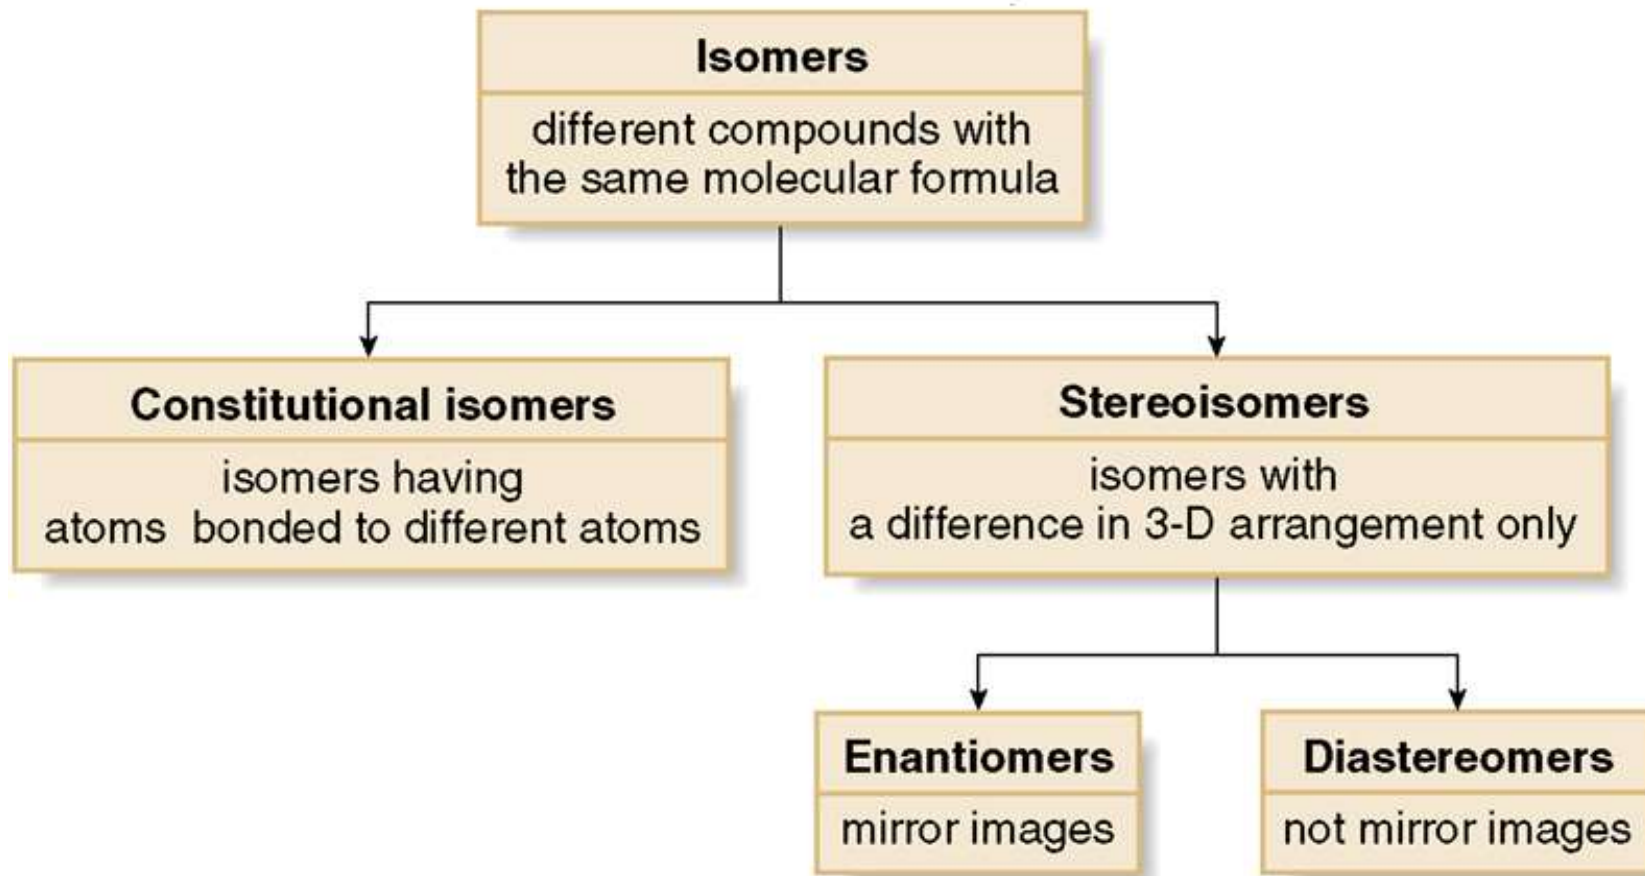 Isomers
different compounds with
the same molecular formula
Constitutional isomers
isomers having
atoms  bonded to different atoms
Stereoisomers
isomers with
a difference in 3-D arrangement only
Enantiomers
mirror images
Diastereomers
not mirror images